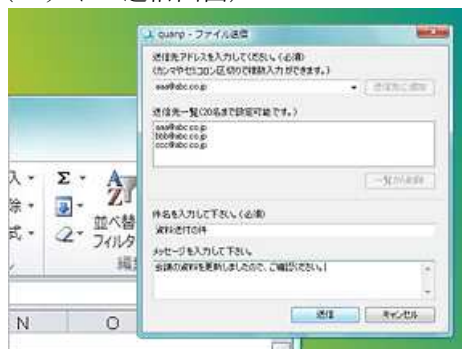 quanp - ファイル送信
送信先アドレスを入力してください。(必須)
(カンマやセミコロン区切りで複数入力ができます。)
aaa@abc.co.jp
送信先に追加
送信先一覧(20名まで設定可能です。)
aaa@abc.co.jp
bbb@abc.co.jp
ccc@abc.co.jp
一覧から削除
件名を入力して下さい。(必須)
資料送付の件
メッセージを入力して下さい。
会議の資料を更新しましたので、ご確認ください。
送信
キャンセル
入
除
式
Σ
A
Z
並べ替
フィルタ
編
N
O